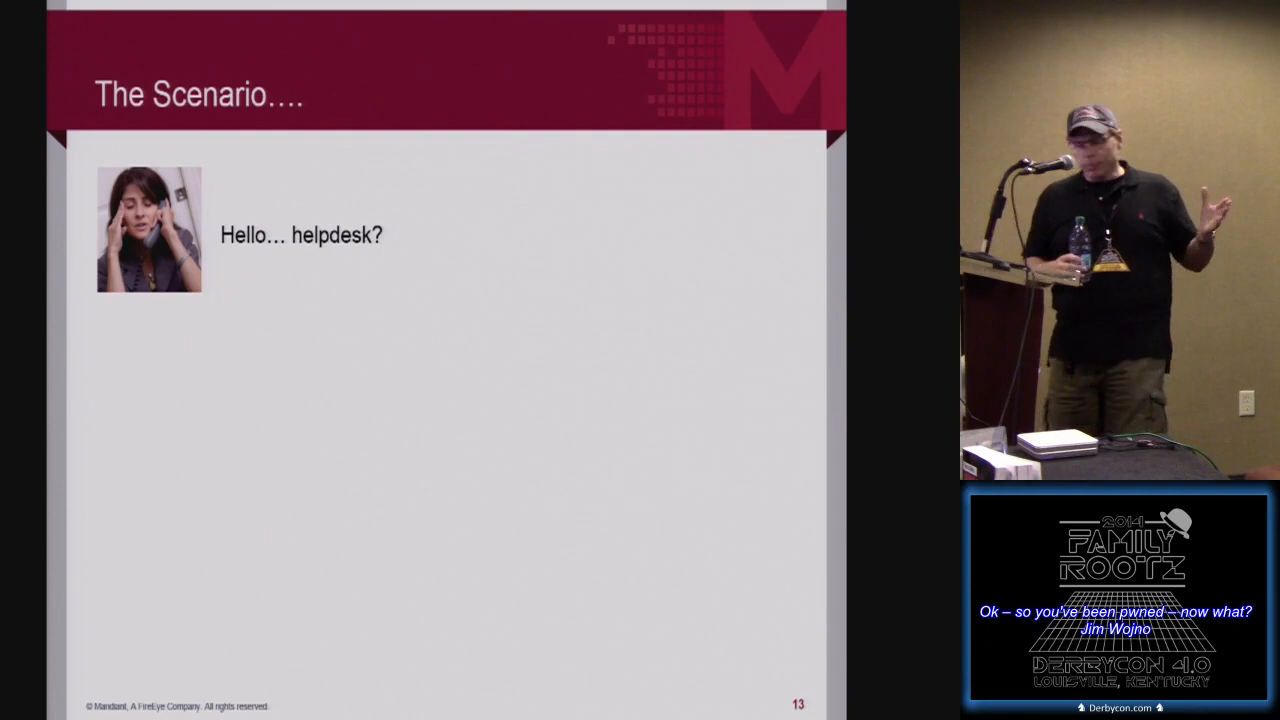 The Scenario….
M
Hello… helpdesk?
© Mandiant, A FireEye Company. All rights reserved.
13
2014
FAMILY
ROOTZ
Ok – so you've been pwned – now what?
Jim Wojno
DERBYCON 4.0
LOUISVILLE, KENTUCKY
Derbycon.com